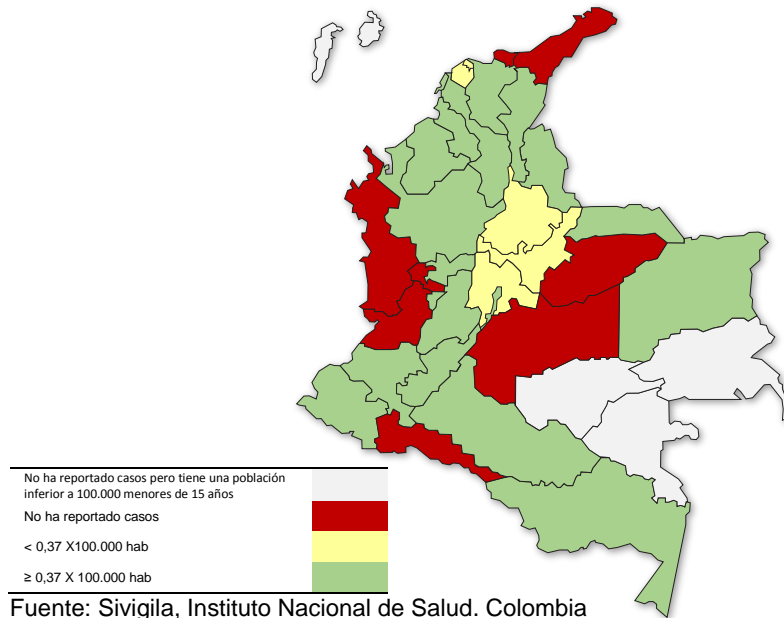 No ha reportado casos pero tiene una población
inferior a 100.000 menores de 15 años
No ha reportado casos
< 0,37 X100.000 hab
≥ 0,37 X 100.000 hab
Fuente: Sivigila, Instituto Nacional de Salud. Colombia